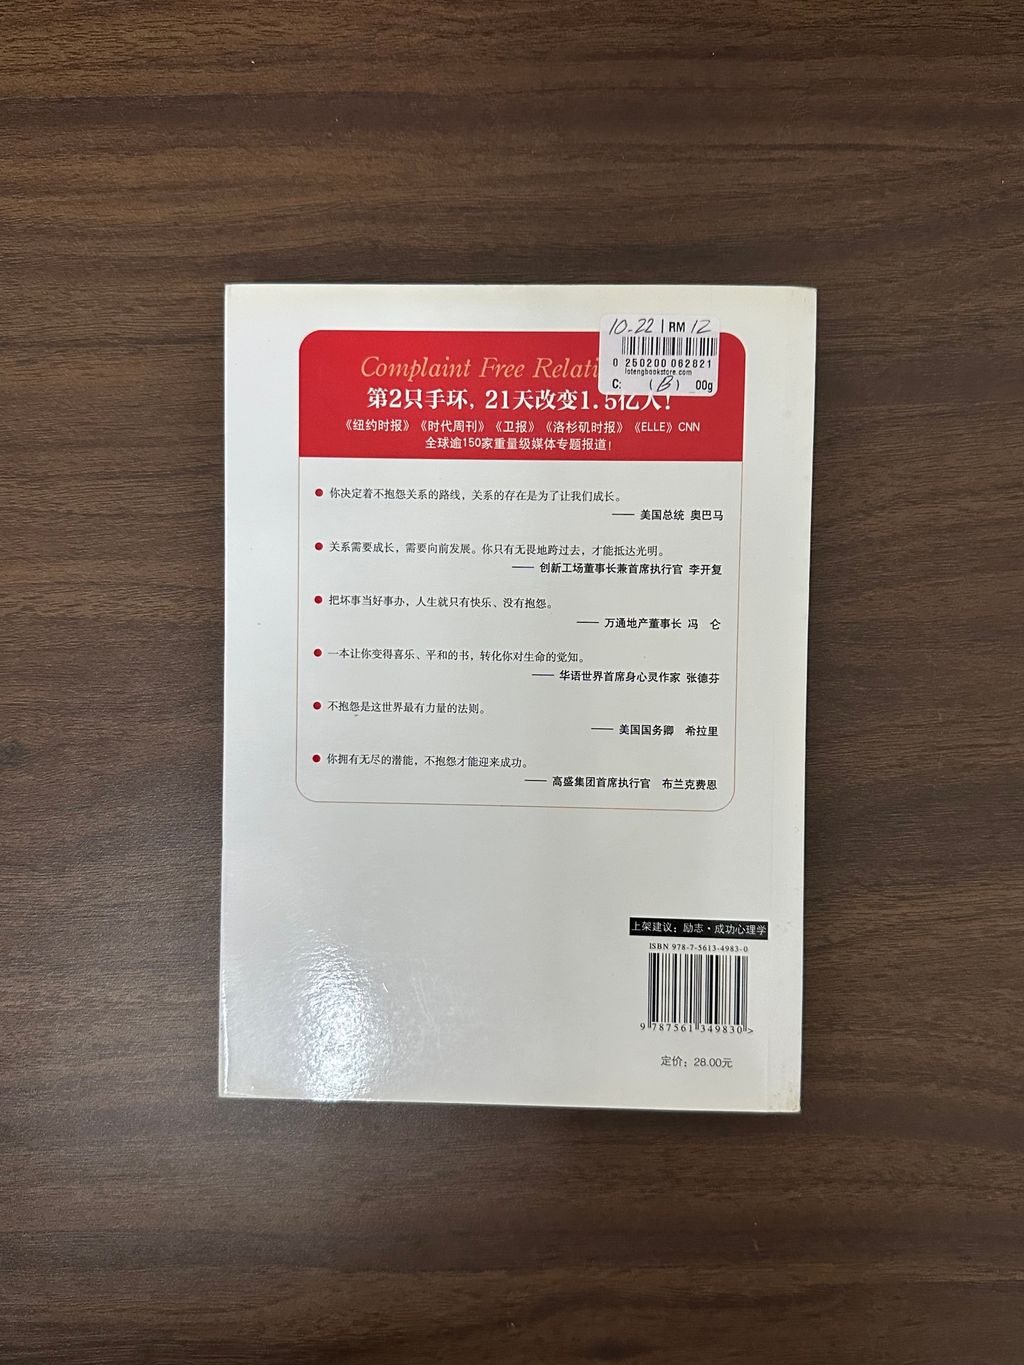 10-22 | RM 12
0 250200 062821
lotengbookstore.com
C: (B) 00g
Complaint Free Relati
第2只手环, 21天改变1.5亿人!
《纽约时报》《时代周刊》《卫报》《洛杉矶时报》《ELLE》CNN
全球逾150家重量级媒体专题报道!
● 你决定着不抱怨关系的路线，关系的存在是为了让我们成长。
—— 美国总统 奥巴马
● 关系需要成长，需要向前发展。你只有无畏地跨过去，才能抵达光明。
—— 创新工场董事长兼首席执行官 李开复
● 把坏事当好事办，人生就只有快乐、没有抱怨。
—— 万通地产董事长 冯 仑
● 一本让你变得喜乐、平和的书，转化你对生命的觉知。
—— 华语世界首席身心灵作家 张德芬
● 不抱怨是这世界最有力量的法则。
—— 美国国务卿 希拉里
● 你拥有无尽的潜能，不抱怨才能迎来成功。
—— 高盛集团首席执行官 布兰克费恩
上架建议：励志·成功心理学
ISBN 978-7-5613-4983-0
9 787561 349830 >
定价：28.00元